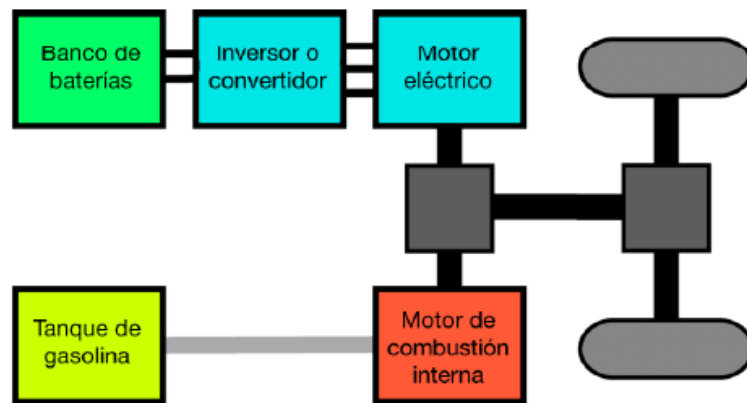 Banco de
baterías
Inversor o
convertidor
Motor
eléctrico
Tanque de
gasolina
Motor de
combustión
interna